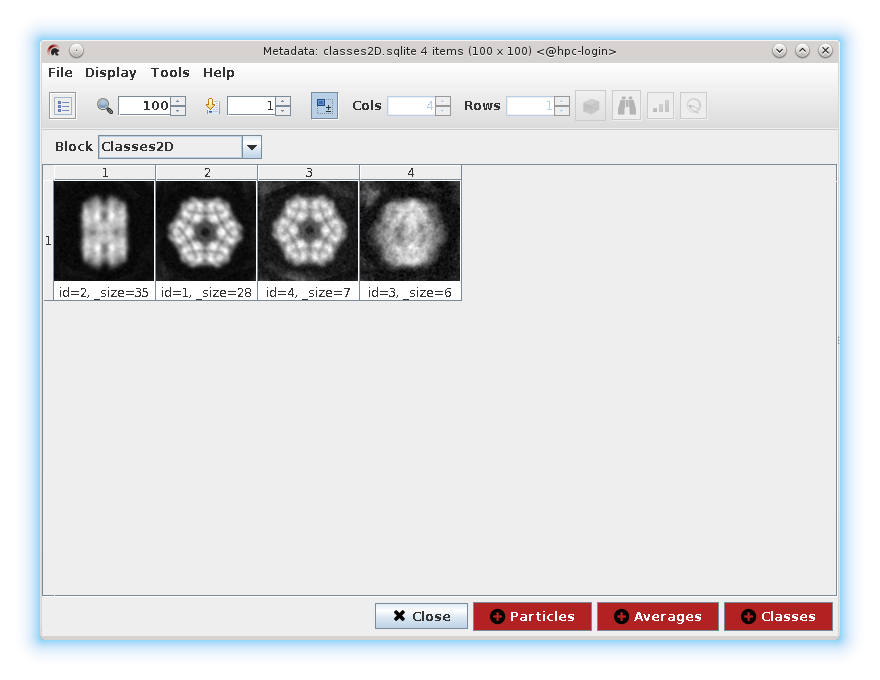 Metadata: classes2D.sqlite 4 items (100 x 100) <@hpc-login>
File Display Tools Help
100 1 Cols 4 Rows 1
Block Classes2D
1 2 3 4
1
id=2, _size=35 id=1, _size=28 id=4, _size=7 id=3, _size=6
Close Particles Averages Classes